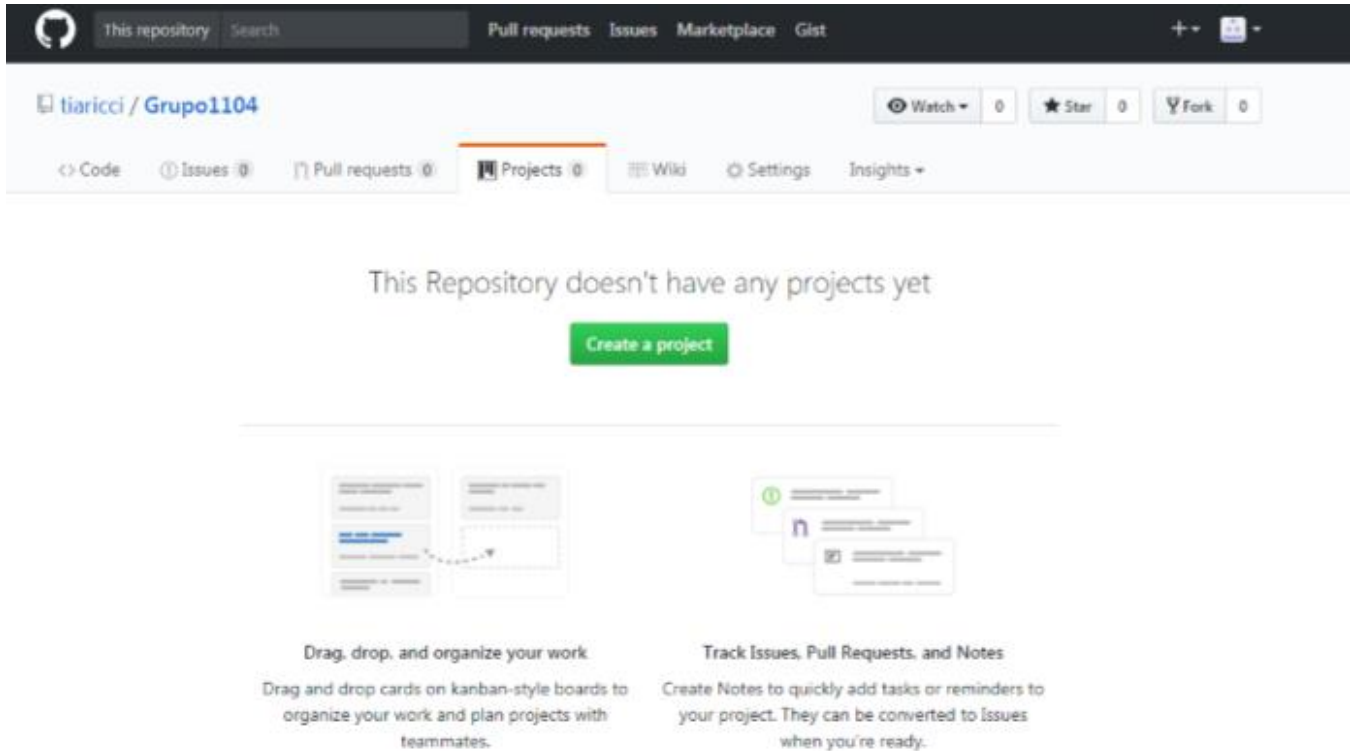 This repository Search Pull requests Issues Marketplace Gist
tiaricci / Grupo1104
Watch 0 Star 0 Fork 0
Code Issues 0 Pull requests 0 Projects 0 Wiki Settings Insights
This Repository doesn't have any projects yet
Create a project
Drag, drop, and organize your work
Drag and drop cards on kanban-style boards to
organize your work and plan projects with
teammates.
Track Issues, Pull Requests, and Notes
Create Notes to quickly add tasks or reminders to
your project. They can be converted to Issues
when you're ready.